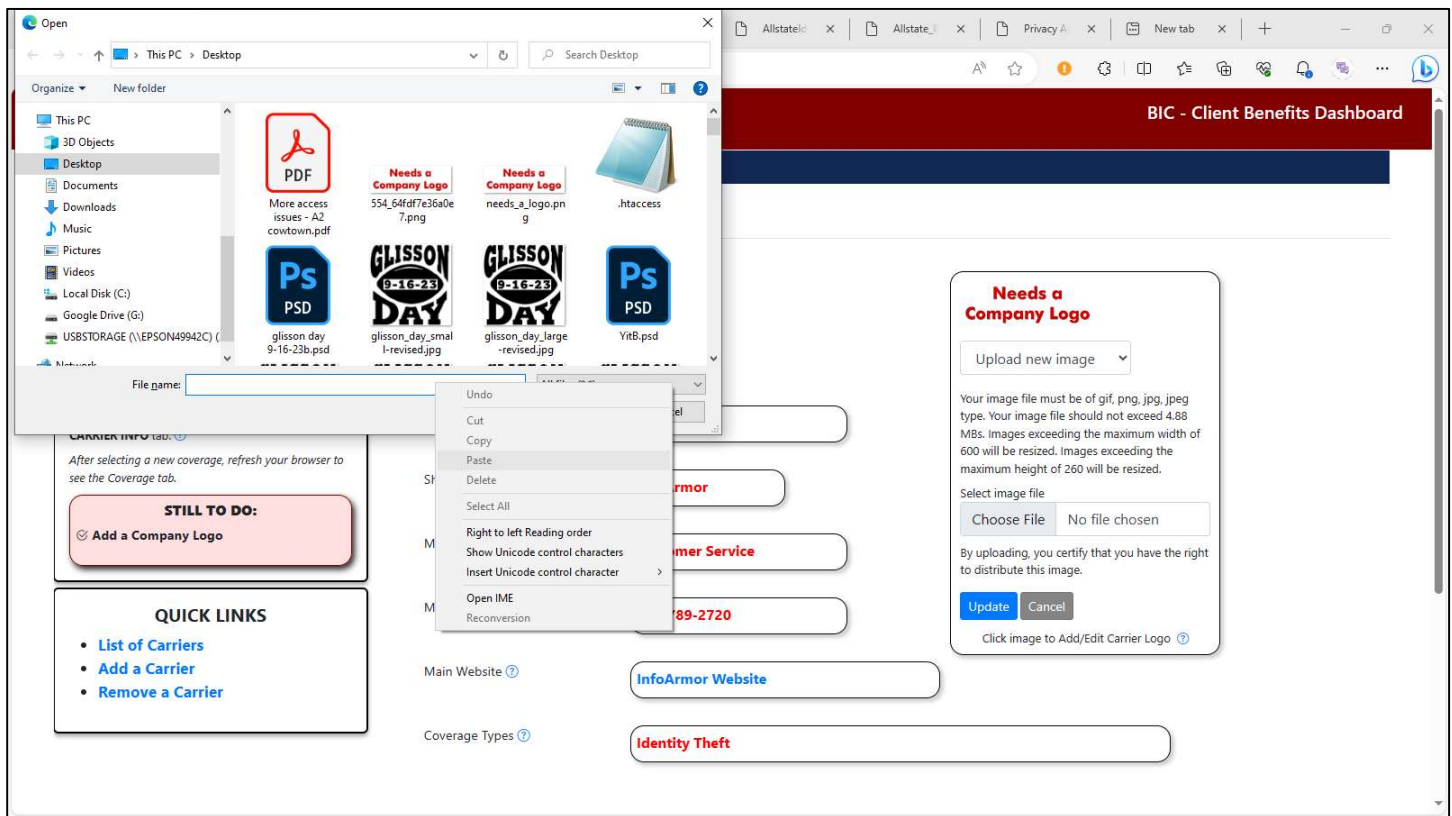 Open
AllstateId
Allstate_
Privacy A
New tab
This PC > Desktop
Search Desktop
Organize
New folder
BIC - Client Benefits Dashboard
This PC
3D Objects
Desktop
Documents
Downloads
Music
Pictures
Videos
Local Disk (C:)
Google Drive (G:)
USBSTORAGE (\\EPSON49942C) (
Network
PDF
More access
issues - A2
cowtown.pdf
Needs a
Company Logo
554_64fdf7e36a0e
7.png
Needs a
Company Logo
needs_a_logo.pn
g
.htaccess
Ps
PSD
glisson day
9-16-23b.psd
GLISSON
9-16-23
DAY
glisson_day_smal
l-revised.jpg
GLISSON
9-16-23
DAY
glisson_day_large
-revised.jpg
Ps
PSD
YitB.psd
File name:
Undo
Cut
Copy
Paste
Delete
Select All
Right to left Reading order
Show Unicode control characters
Insert Unicode control character
Open IME
Reconversion
CARRIER INFO tab.
After selecting a new coverage, refresh your browser to
see the Coverage tab.
STILL TO DO:
Add a Company Logo
QUICK LINKS
• List of Carriers
• Add a Carrier
• Remove a Carrier
Sh
rmor
M
mer Service
M
789-2720
Main Website
InfoArmor Website
Coverage Types
Identity Theft
Needs a
Company Logo
Upload new image
Your image file must be of gif, png, jpg, jpeg
type. Your image file should not exceed 4.88
MBs. Images exceeding the maximum width of
600 will be resized. Images exceeding the
maximum height of 260 will be resized.
Select image file
Choose File No file chosen
By uploading, you certify that you have the right
to distribute this image.
Update Cancel
Click image to Add/Edit Carrier Logo